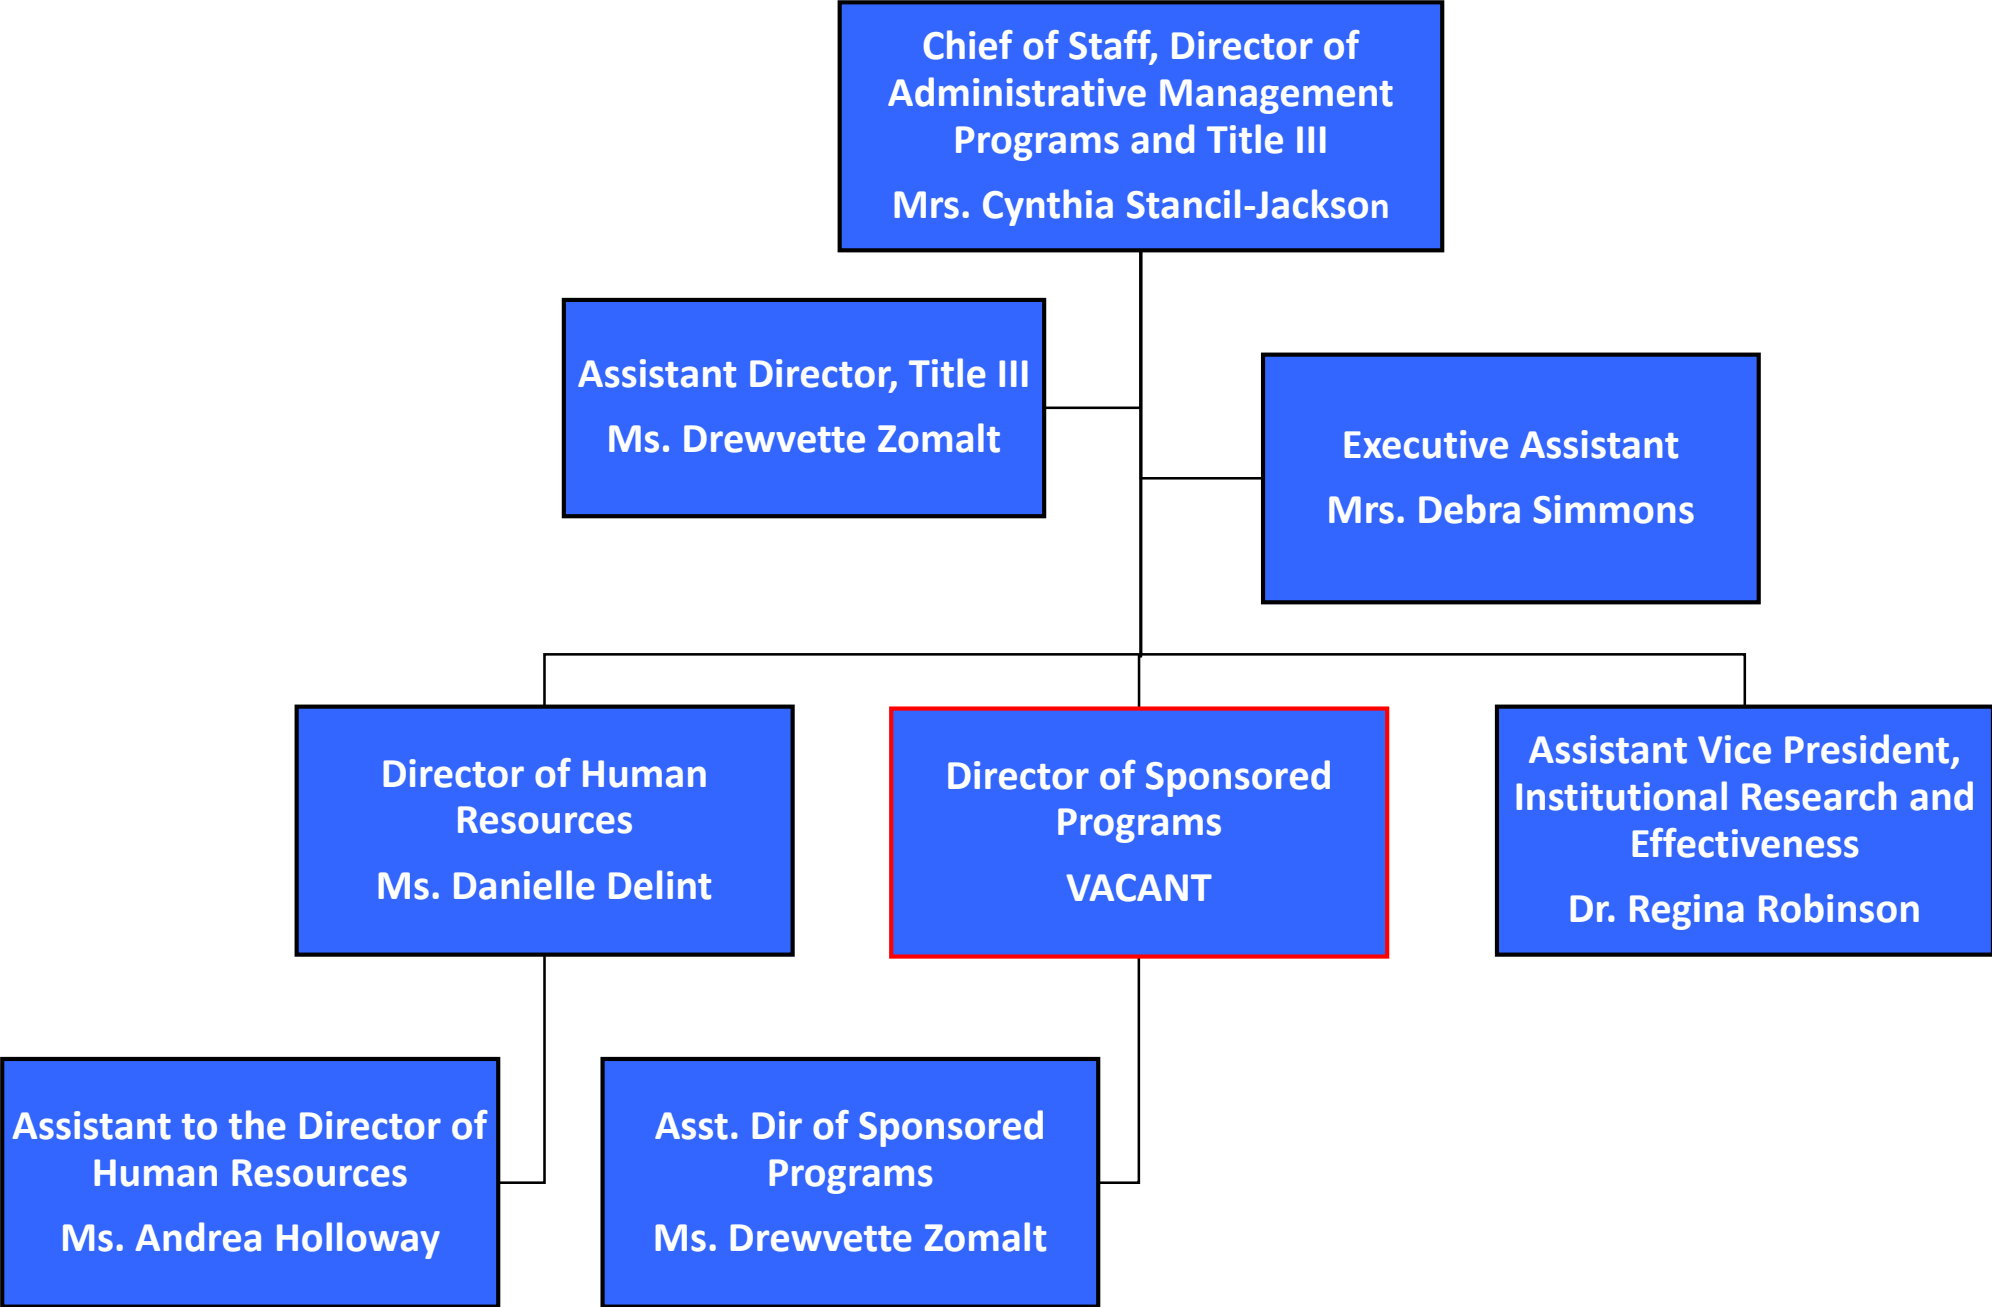 Chief of Staff, Director of
Administrative Management
Programs and Title III
Mrs. Cynthia Stancil-Jackson
Assistant Director, Title III
Ms. Drewvette Zomalt
Executive Assistant
Mrs. Debra Simmons
Director of Human
Resources
Ms. Danielle Delint
Director of Sponsored
Programs
VACANT
Assistant Vice President,
Institutional Research and
Effectiveness
Dr. Regina Robinson
Assistant to the Director of
Human Resources
Ms. Andrea Holloway
Asst. Dir of Sponsored
Programs
Ms. Drewvette Zomalt